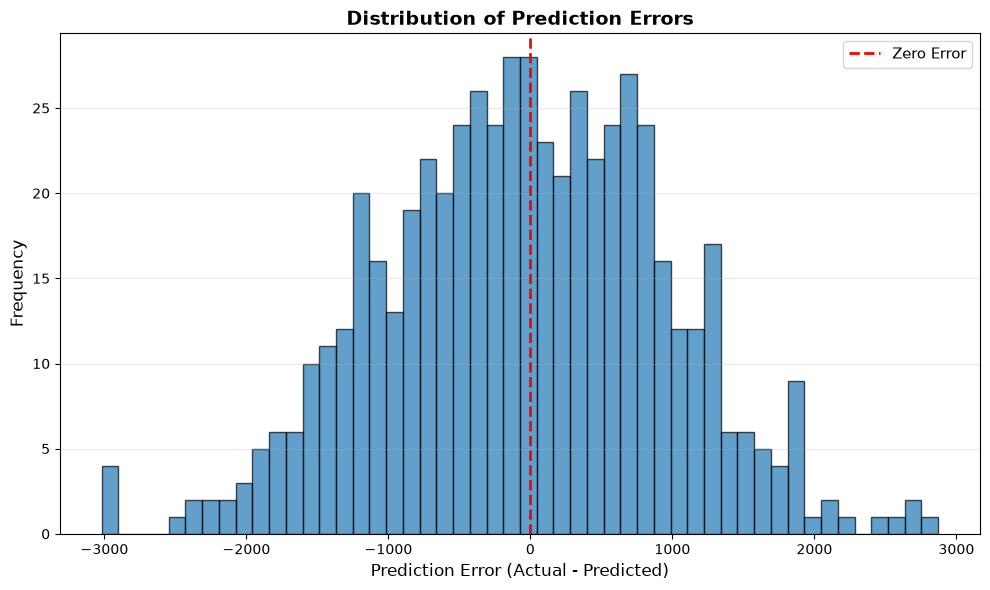 Distribution of Prediction Errors
Zero Error
Frequency
25
20
15
10
5
0
−3000 −2000 −1000 0 1000 2000 3000
Prediction Error (Actual - Predicted)